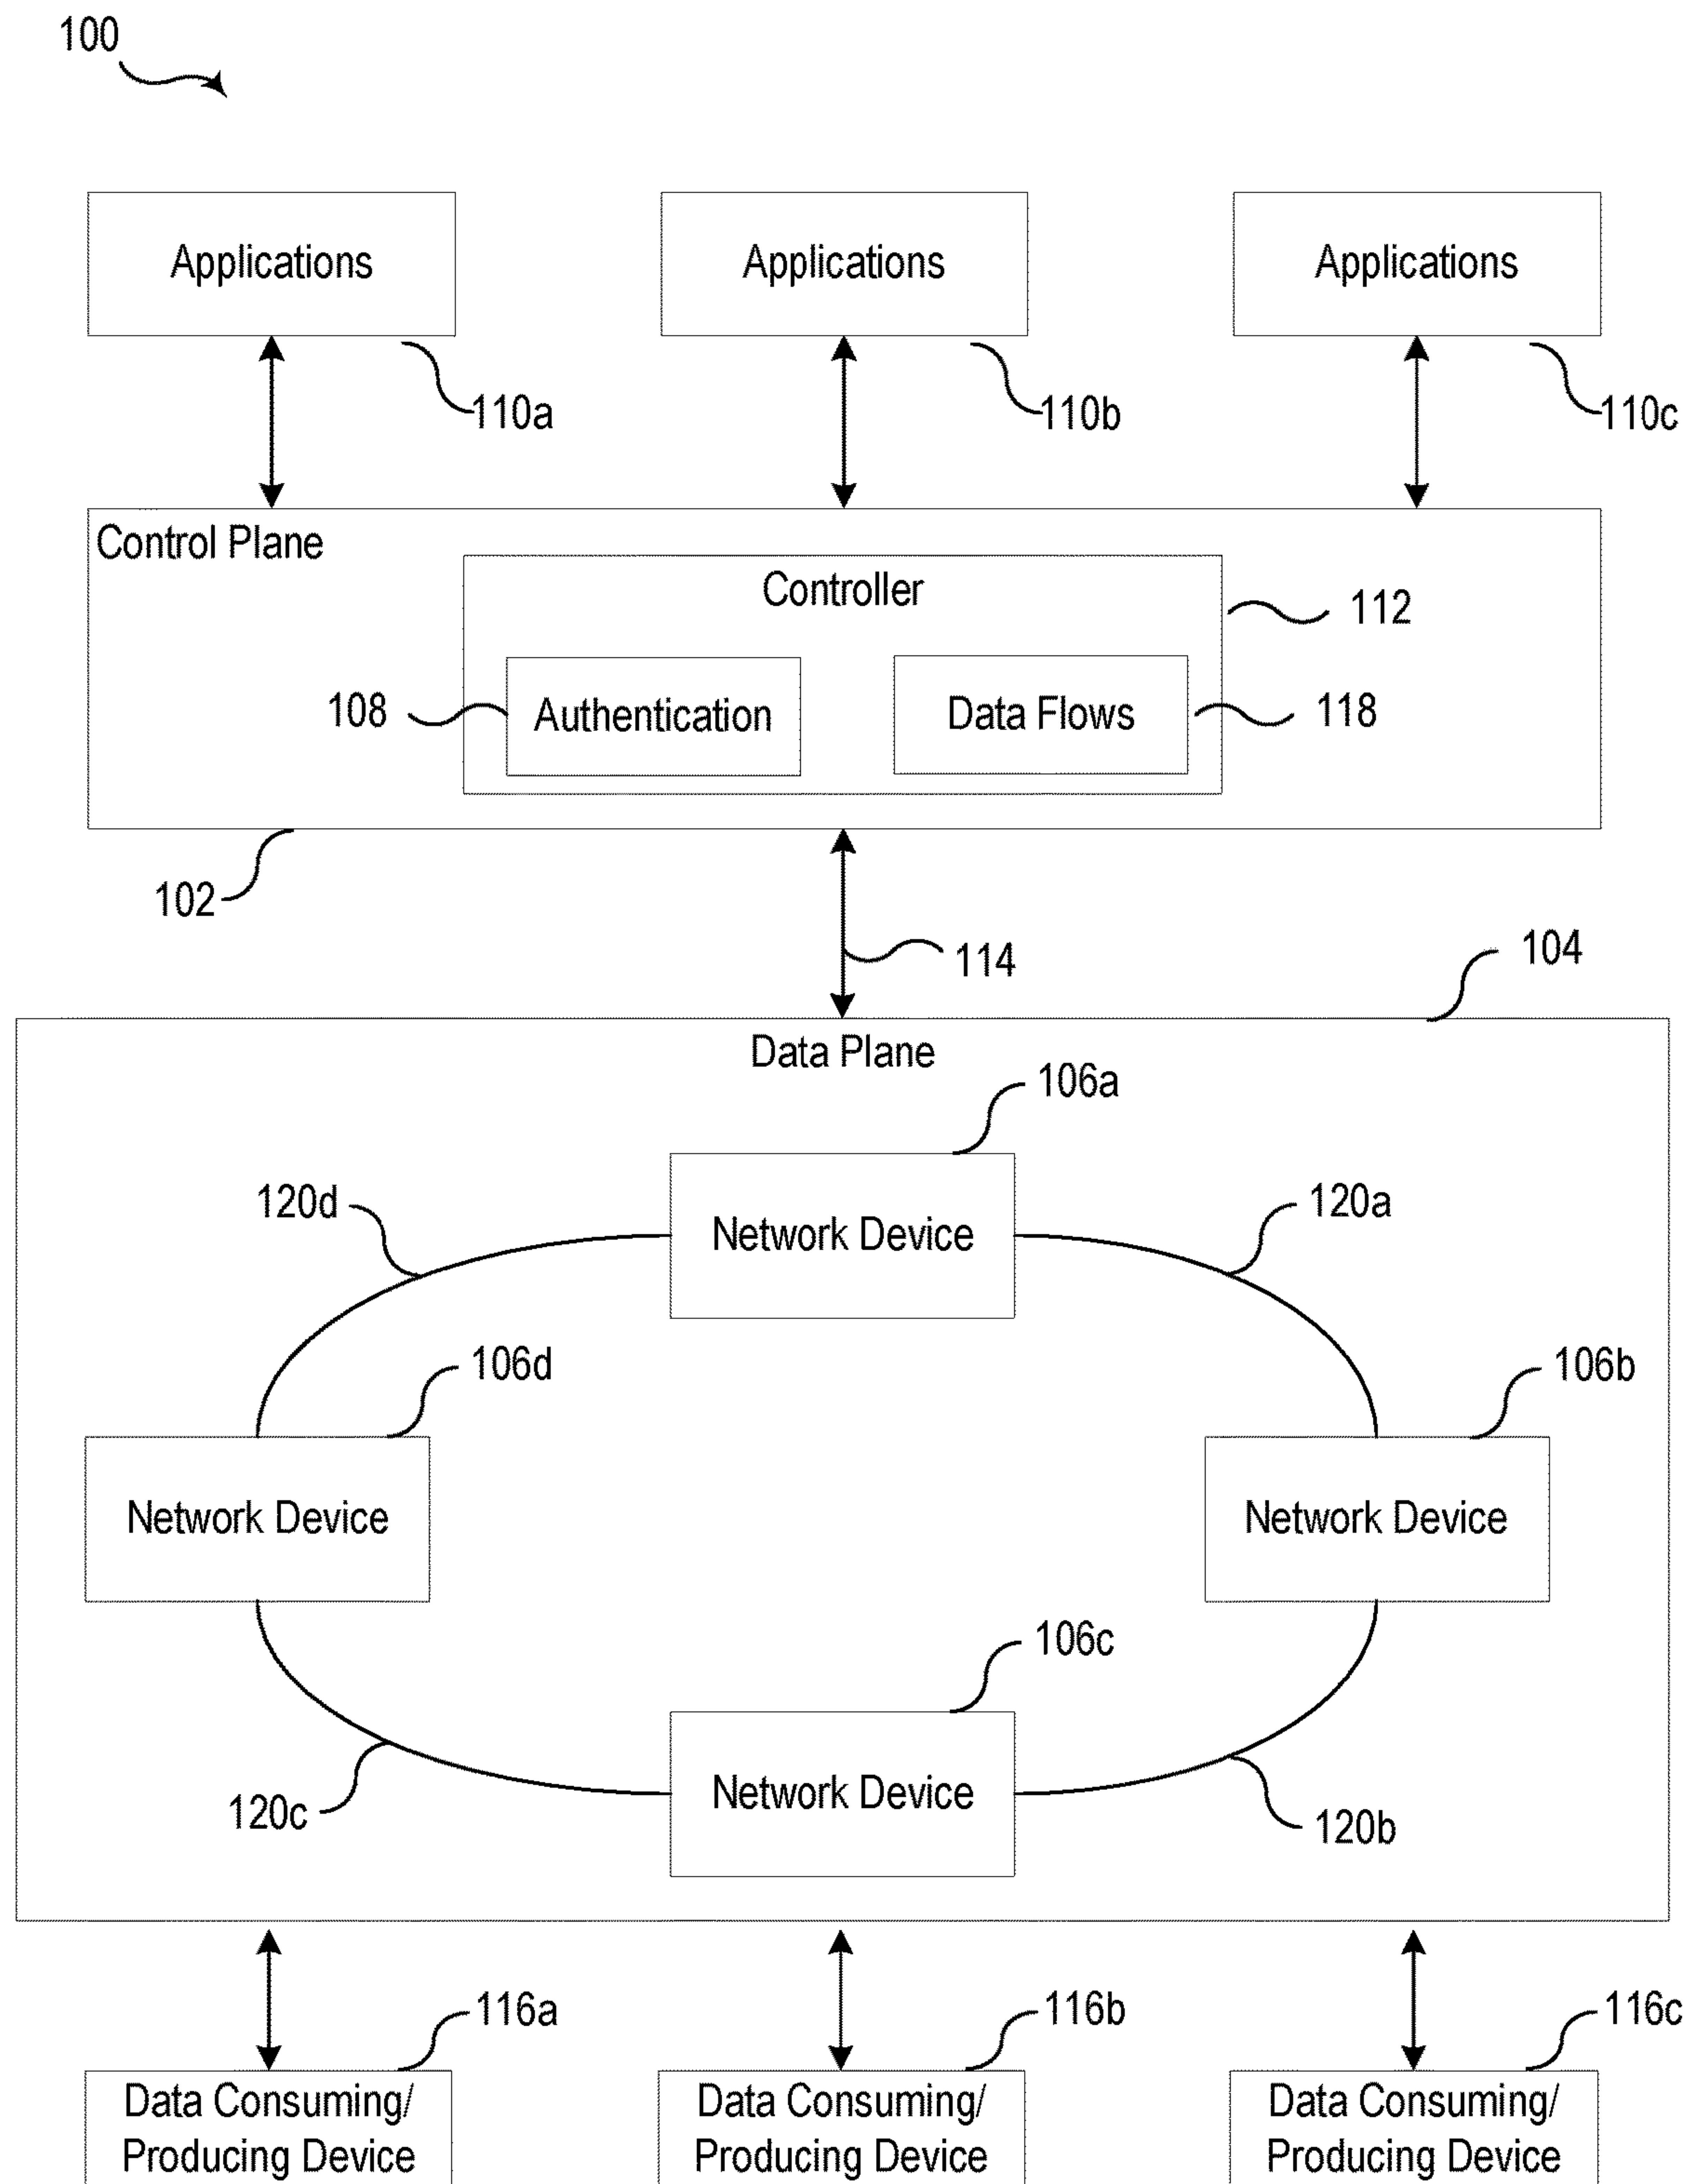 100
Applications
Applications
Applications
110a
110b
110c
Control Plane
Controller
112
108
Authentication
Data Flows
118
102
114
104
Data Plane
106a
120d
120a
Network Device
106d
106b
Network Device
Network Device
106c
120c
Network Device
120b
116a
116b
116c
Data Consuming/
Producing Device
Data Consuming/
Producing Device
Data Consuming/
Producing Device